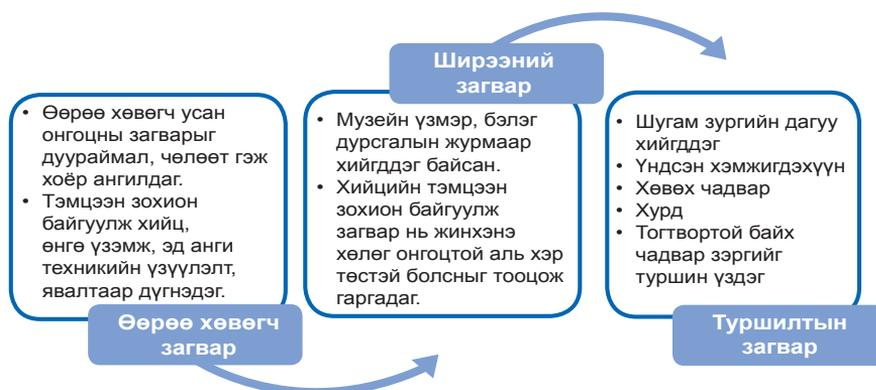 • Өөрөө хөвөгч усан
онгоцны загварыг
дуураймал, чөлөөт гэж
хоёр ангилдаг.
• Тэмцээн зохион
байгуулж хийц,
өнгө үзэмж, эд анги
техникийн үзүүлэлт,
явалтаар дүгнэдэг.
Өөрөө хөвөгч
загвар
Ширээний
загвар
• Музейн үзмэр, бэлэг
дурсгалын журмаар
хийгддэг байсан.
• Хийцийн тэмцээн
зохион байгуулж
загвар нь жинхэнэ
хөлөг онгоцтой аль хэр
төстэй болсныг тооцож
гаргадаг.
• Шугам зургийн дагуу
хийгддэг
• Үндсэн хэмжигдэхүүн
• Хөвөх чадвар
• Хурд
• Тогтвортой байх
чадвар зэргийг
туршин үздэг
Туршилтын
загвар